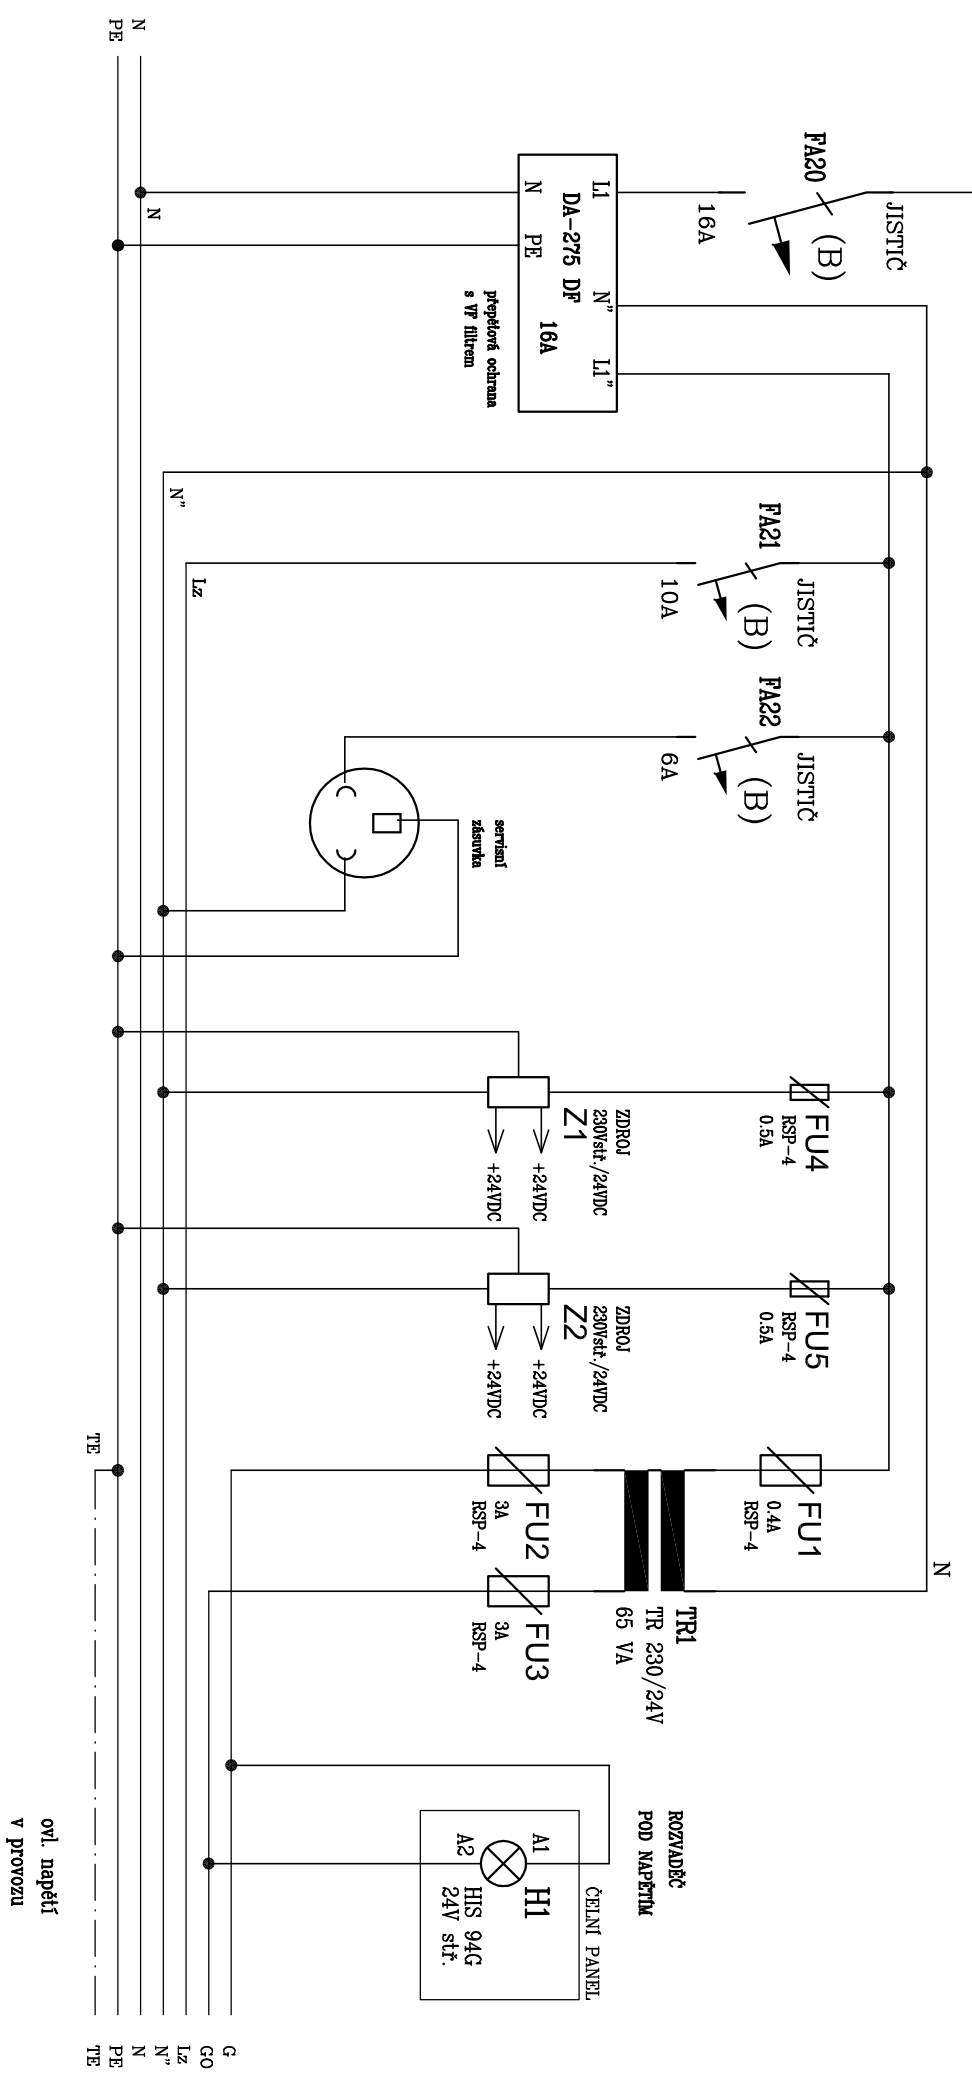 FA20
JISTIČ
(B)
16A
L1
N"
L1"
DA-275 DF
16A
N
PE
přepěťová ochrana
s VF filtrem
N
PE
N
N"
FA21
JISTIČ
(B)
10A
Lz
FA22
JISTIČ
(B)
6A
servisní
zásuvka
FU4
RSP-4
0.5A
ZDROJ
230Vstř./24VDC
Z1
+24VDC
+24VDC
FU5
RSP-4
0.5A
ZDROJ
230Vstř./24VDC
Z2
+24VDC
+24VDC
N
FU1
0.4A
RSP-4
TR1
TR 230/24V
65 VA
FU2
3A
RSP-4
FU3
3A
RSP-4
TE
ROZVADĚČ
POD NAPĚTÍM
ČELNÍ PANEL
A1
A2
H1
HIS 94G
24V stř.
ovl. napětí
v provozu
G
GO
Lz
N"
N
PE
TE